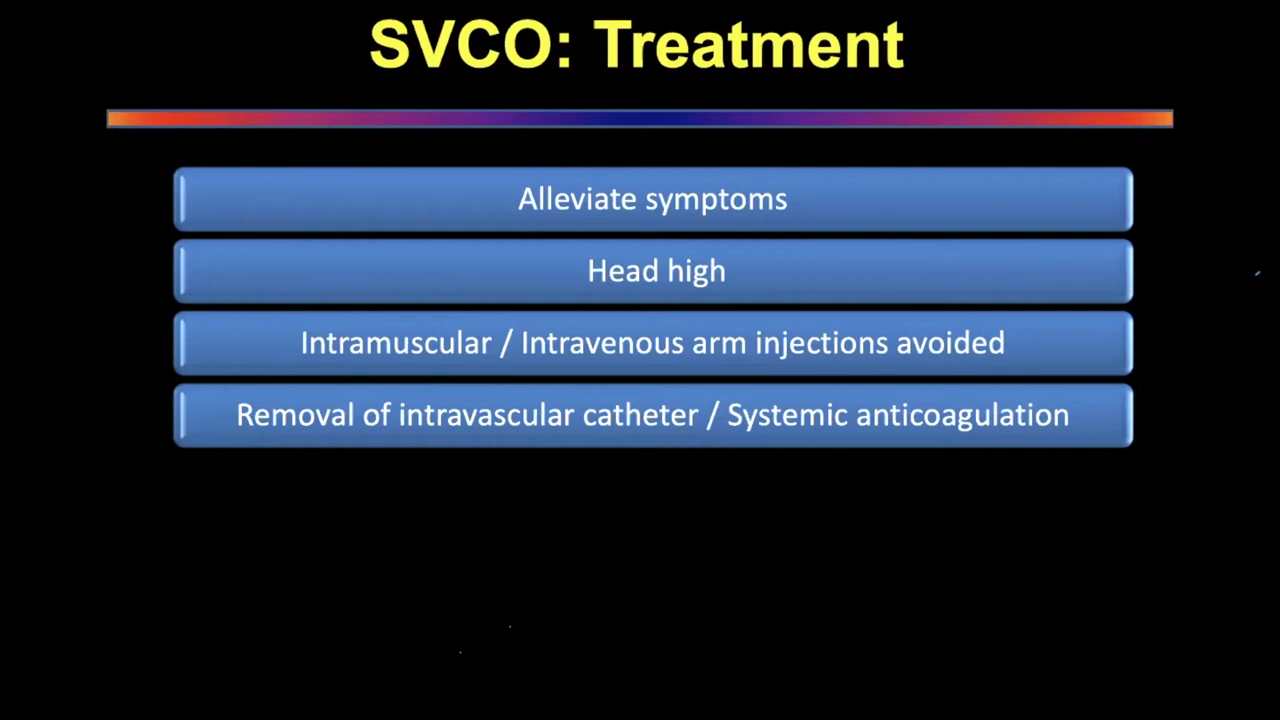 SVCO: Treatment
Alleviate symptoms
Head high
Intramuscular / Intravenous arm injections avoided
Removal of intravascular catheter / Systemic anticoagulation